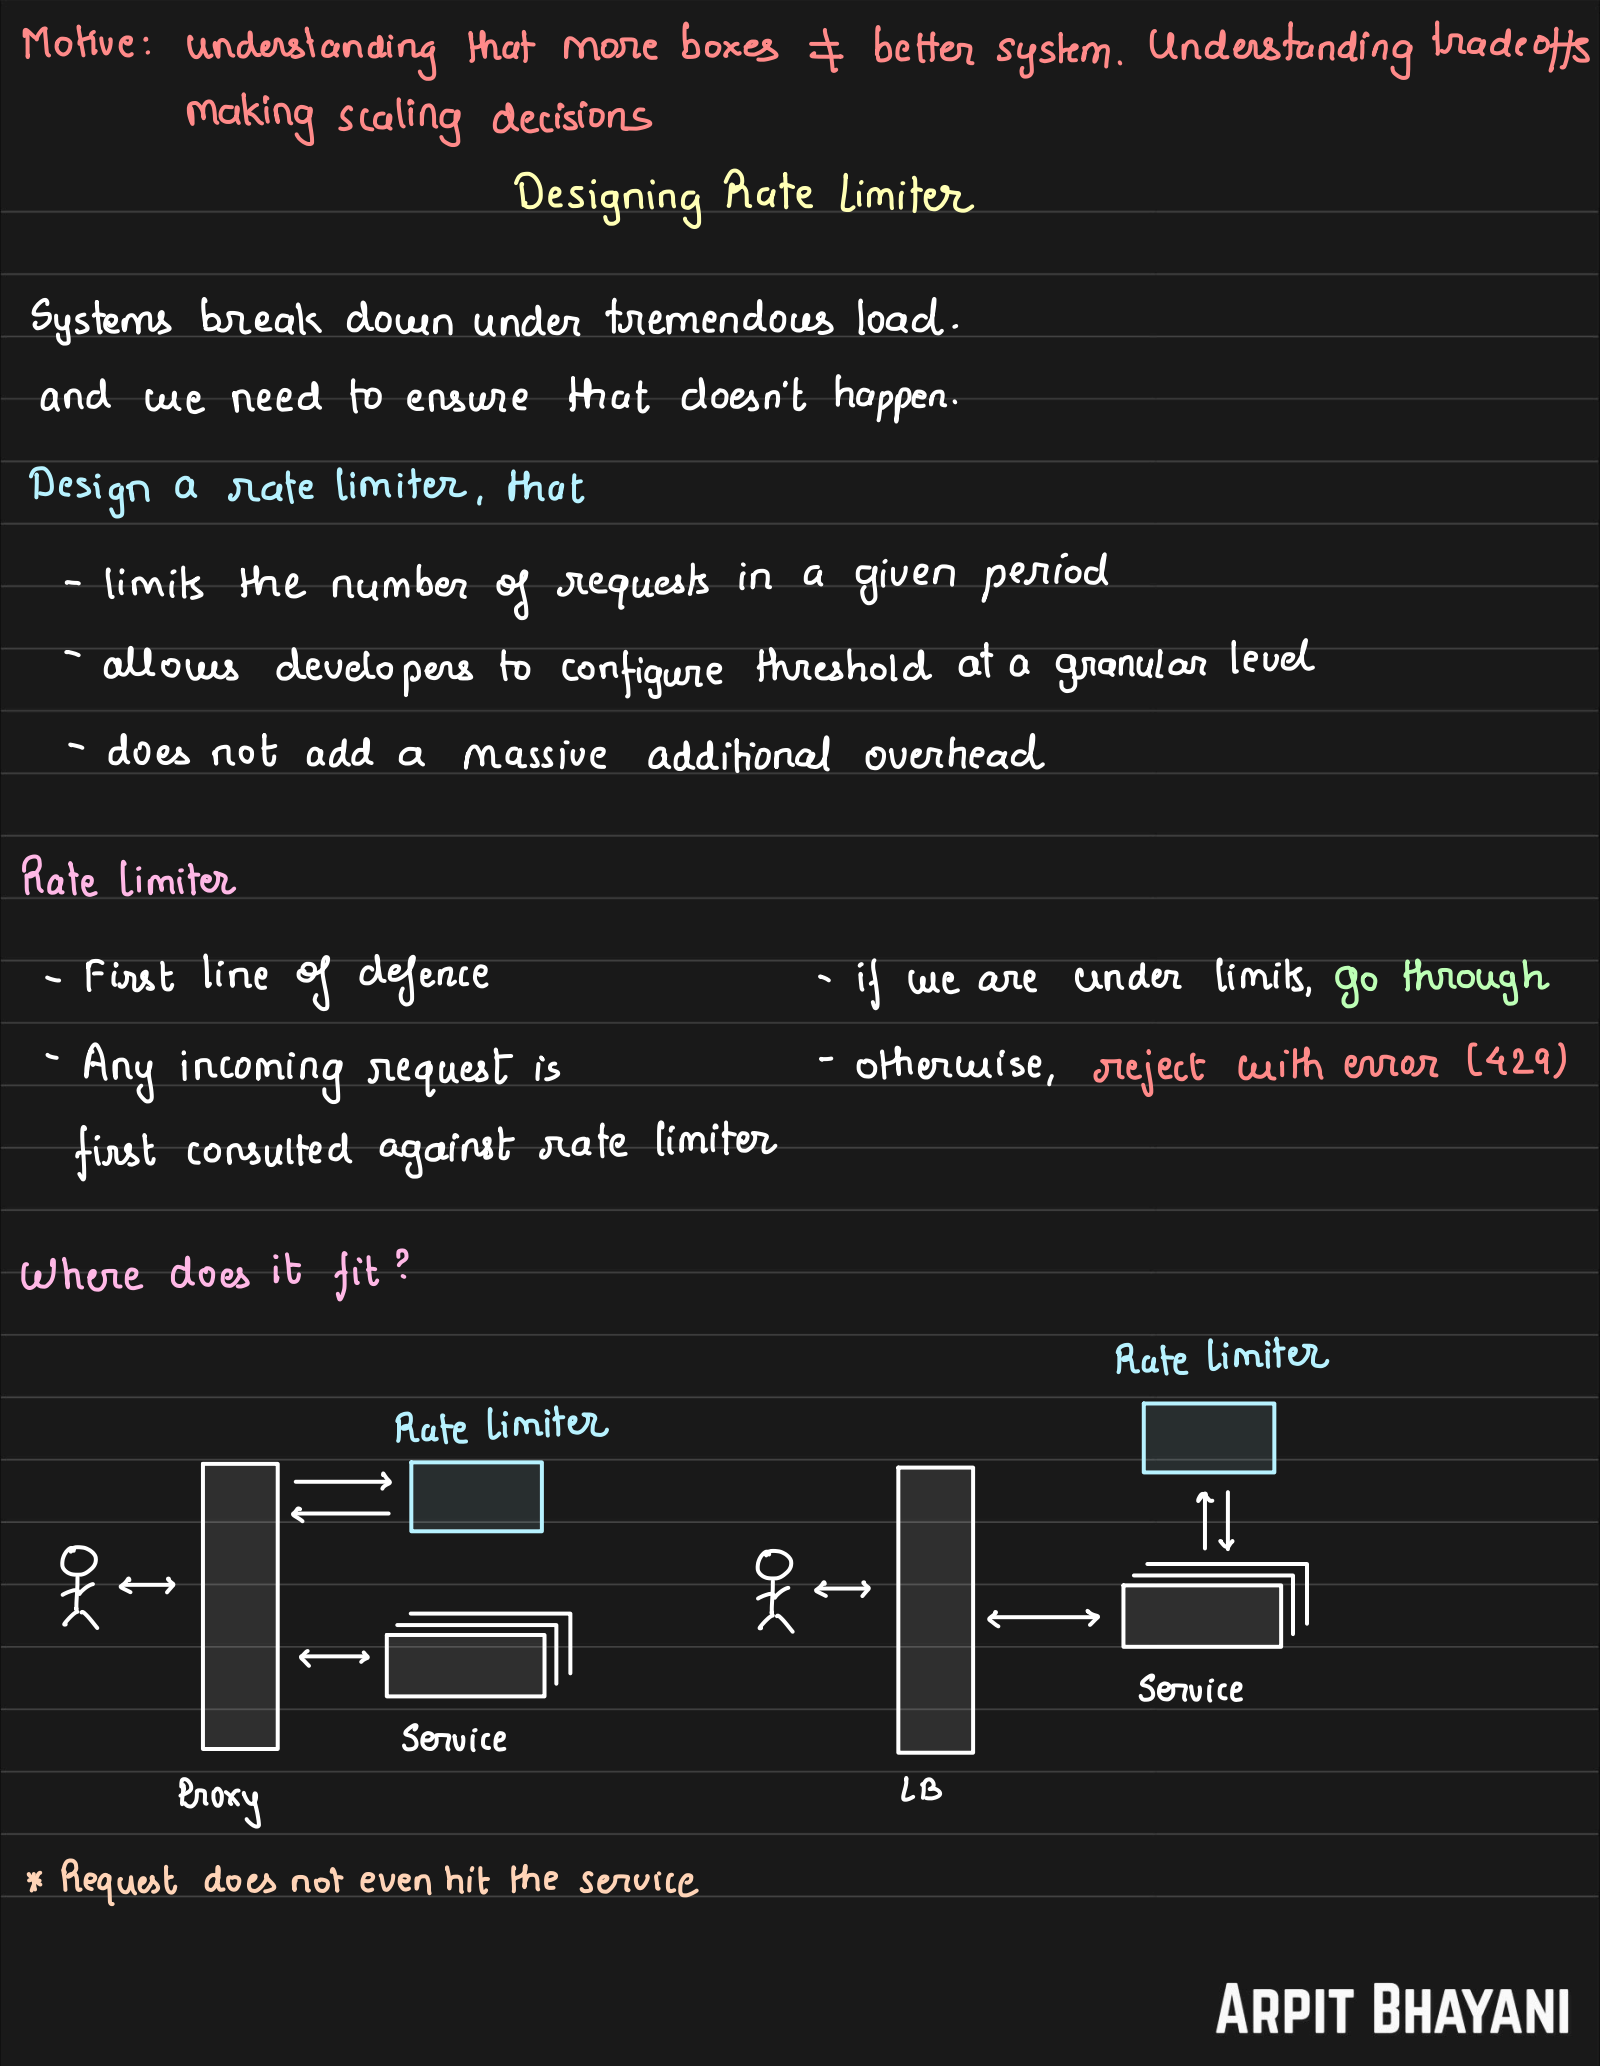 Motive: understanding that more boxes ≠ better system. Understanding tradeoffs
making scaling decisions
Designing Rate Limiter
Systems break down under tremendous load.
and we need to ensure that doesn't happen.
Design a rate limiter, that
- limits the number of requests in a given period
- allows developers to configure threshold at a granular level
- does not add a massive additional overhead
Rate limiter
- First line of defence
- Any incoming request is
first consulted against rate limiter
- if we are under limits, go through
- otherwise, reject with error (429)
Where does it fit?
Rate limiter
Service
Proxy
Rate limiter
Service
LB
* Request does not even hit the service
ARPIT BHAYANI